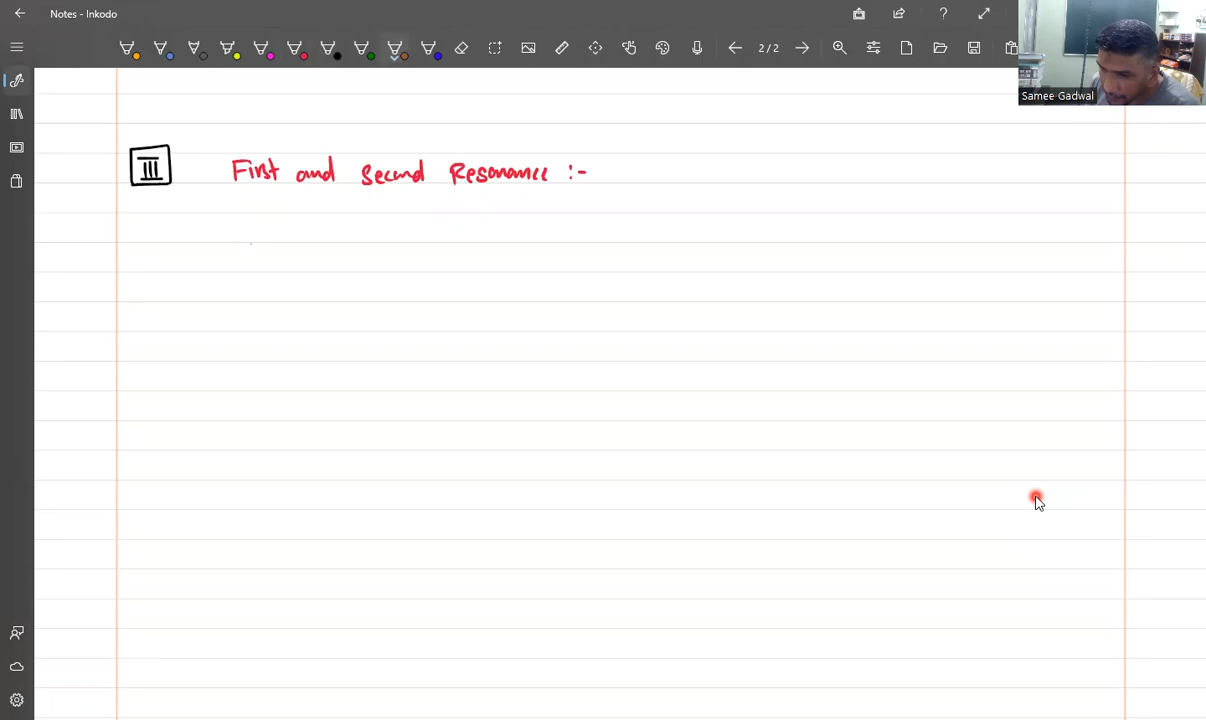 Notes - Inkodo
2/2
Samee Gadwal
III First and Second Resonance :-